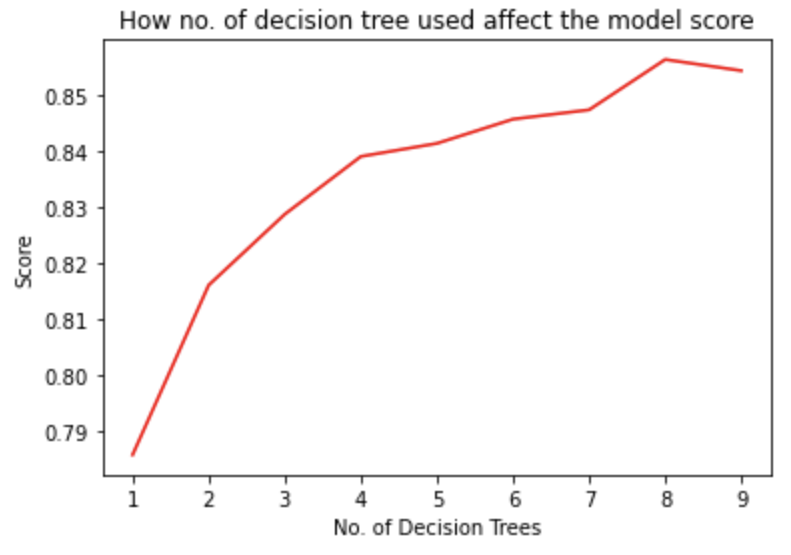 How no. of decision tree used affect the model score
0.85
0.84
0.83
0.82
0.81
0.80
0.79
Score
1 2 3 4 5 6 7 8 9
No. of Decision Trees